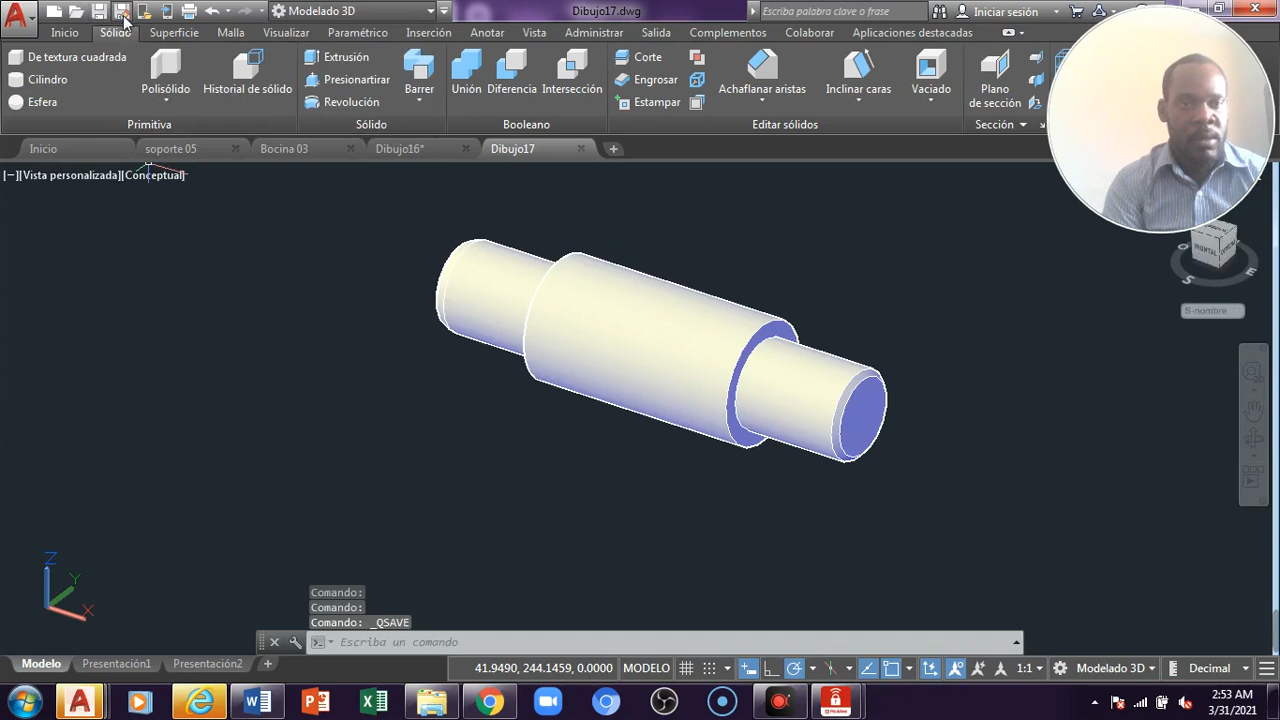 Modelado 3D
Dibujo17.dwg
Escriba palabra clave o frase
Iniciar sesión
Inicio
Sólido
Superficie
Malla
Visualizar
Paramétrico
Inserción
Anotar
Vista
Administrar
Salida
Complementos
Colaborar
Aplicaciones destacadas
De textura cuadrada
Cilindro
Esfera
Polisólido
Historial de sólido
Extrusión
Presionartirar
Revolución
Barrer
Unión
Diferencia
Intersección
Corte
Engrosar
Estampar
Achaflanar aristas
Inclinar caras
Vaciado
Plano
de sección
Primitiva
Sólido
Booleano
Editar sólidos
Sección
Inicio
soporte 05
Bocina 03
Dibujo16*
Dibujo17
[−][Vista personalizada][Conceptual]
FRONTAL
S
E
S-nombre
Z
Y
X
Comando:
Comando:
Comando: _QSAVE
Escriba un comando
Modelo
Presentación1
Presentación2
41.9490, 244.1459, 0.0000
MODELO
1:1
Modelado 3D
Decimal
2:53 AM
3/31/2021